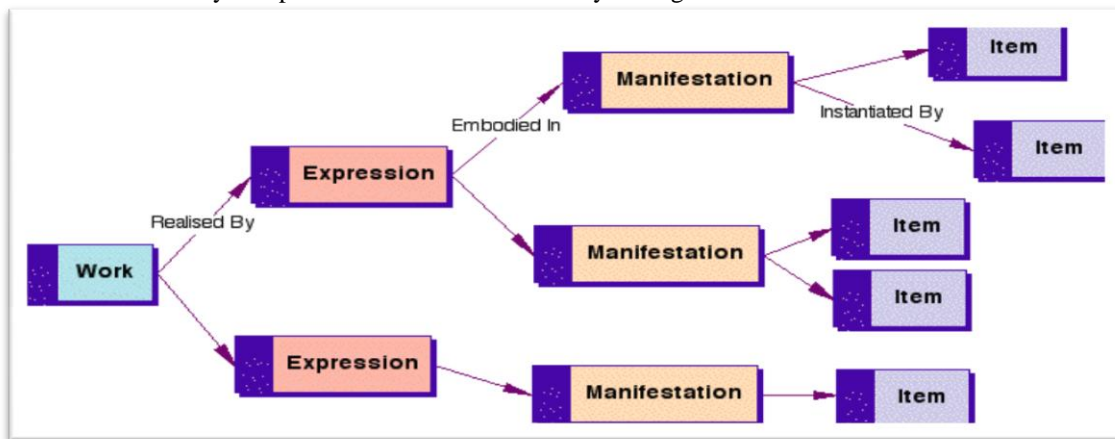 Item
Manifestation
Instantiated By
Embodied In
Item
Expression
Realised By
Item
Manifestation
Work
Item
Expression
Manifestation
Item